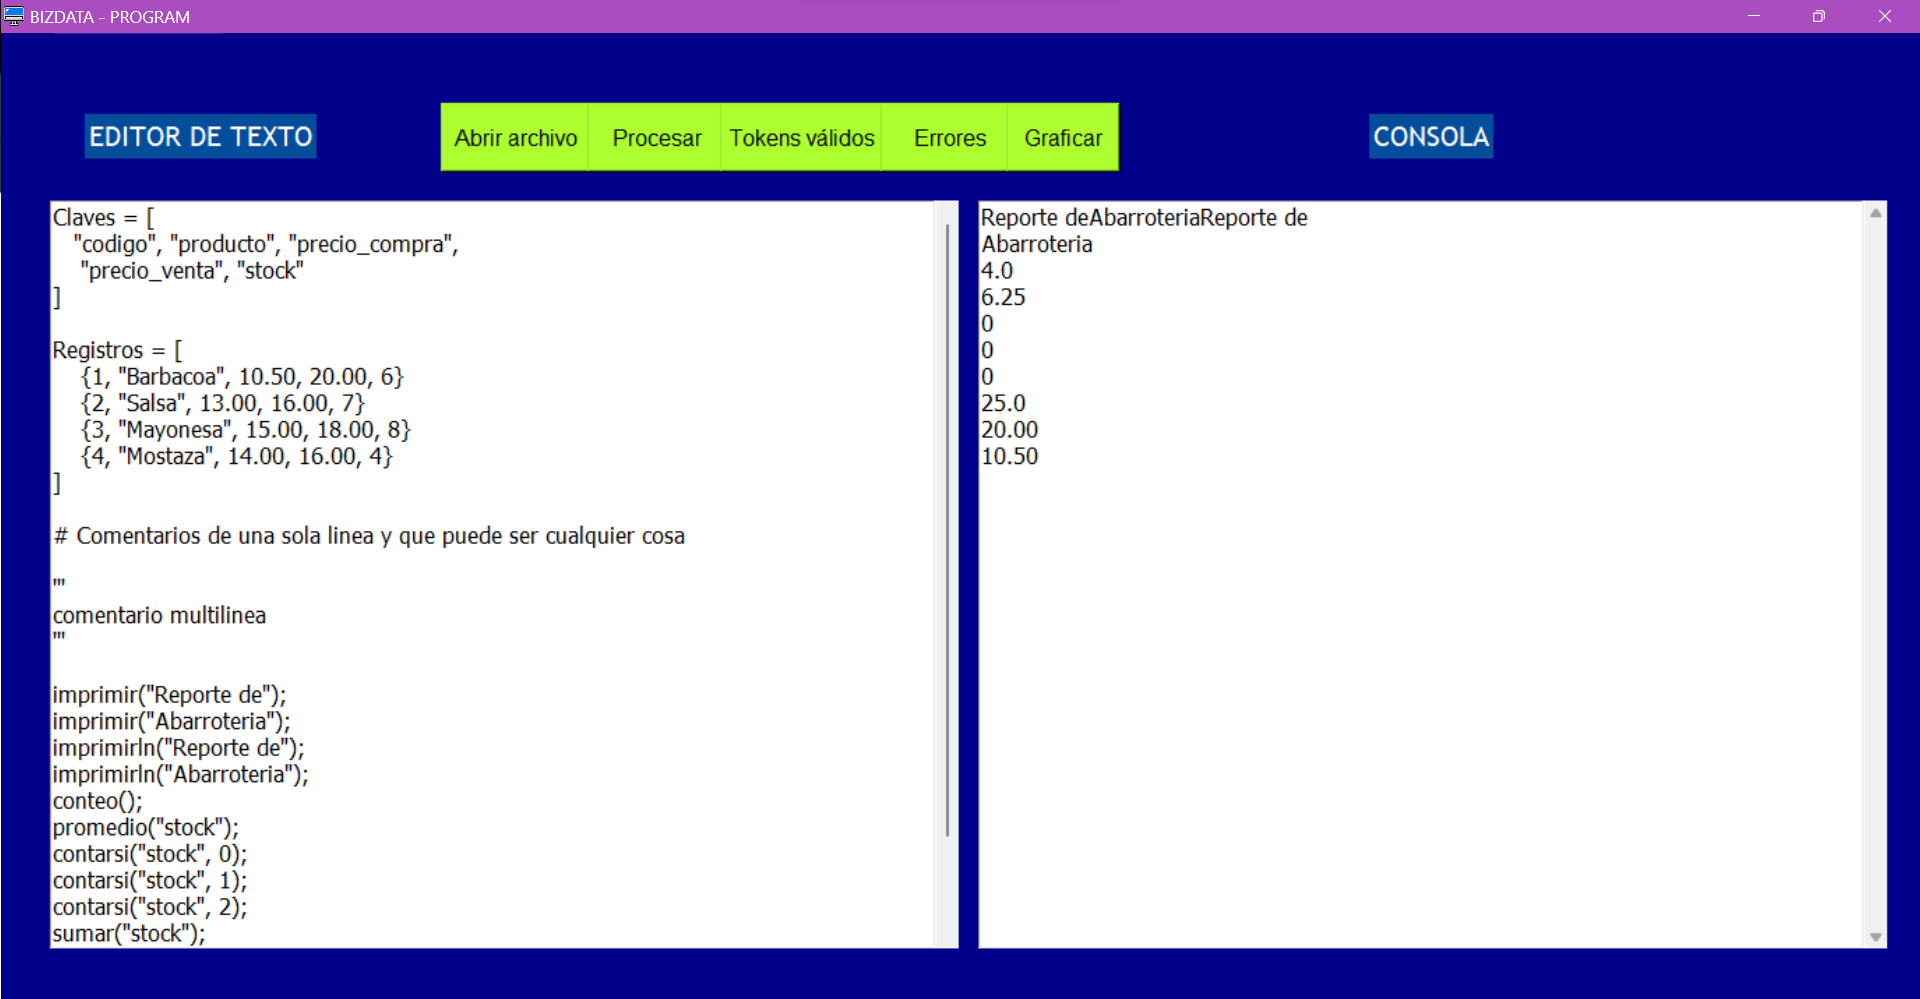 BIZDATA - PROGRAM
EDITOR DE TEXTO
Abrir archivo
Procesar
Tokens válidos
Errores
Graficar
CONSOLA
Claves = [
"codigo", "producto", "precio_compra",
"precio_venta", "stock"
]
Registros = [
{1, "Barbacoa", 10.50, 20.00, 6}
{2, "Salsa", 13.00, 16.00, 7}
{3, "Mayonesa", 15.00, 18.00, 8}
{4, "Mostaza", 14.00, 16.00, 4}
]
# Comentarios de una sola linea y que puede ser cualquier cosa
'''
comentario multilinea
'''
imprimir("Reporte de");
imprimir("Abarroteria");
imprimirln("Reporte de");
imprimirln("Abarroteria");
conteo();
promedio("stock");
contarsi("stock", 0);
contarsi("stock", 1);
contarsi("stock", 2);
sumar("stock");
Reporte deAbarroteriaReporte de
Abarroteria
4.0
6.25
0
0
0
25.0
20.00
10.50